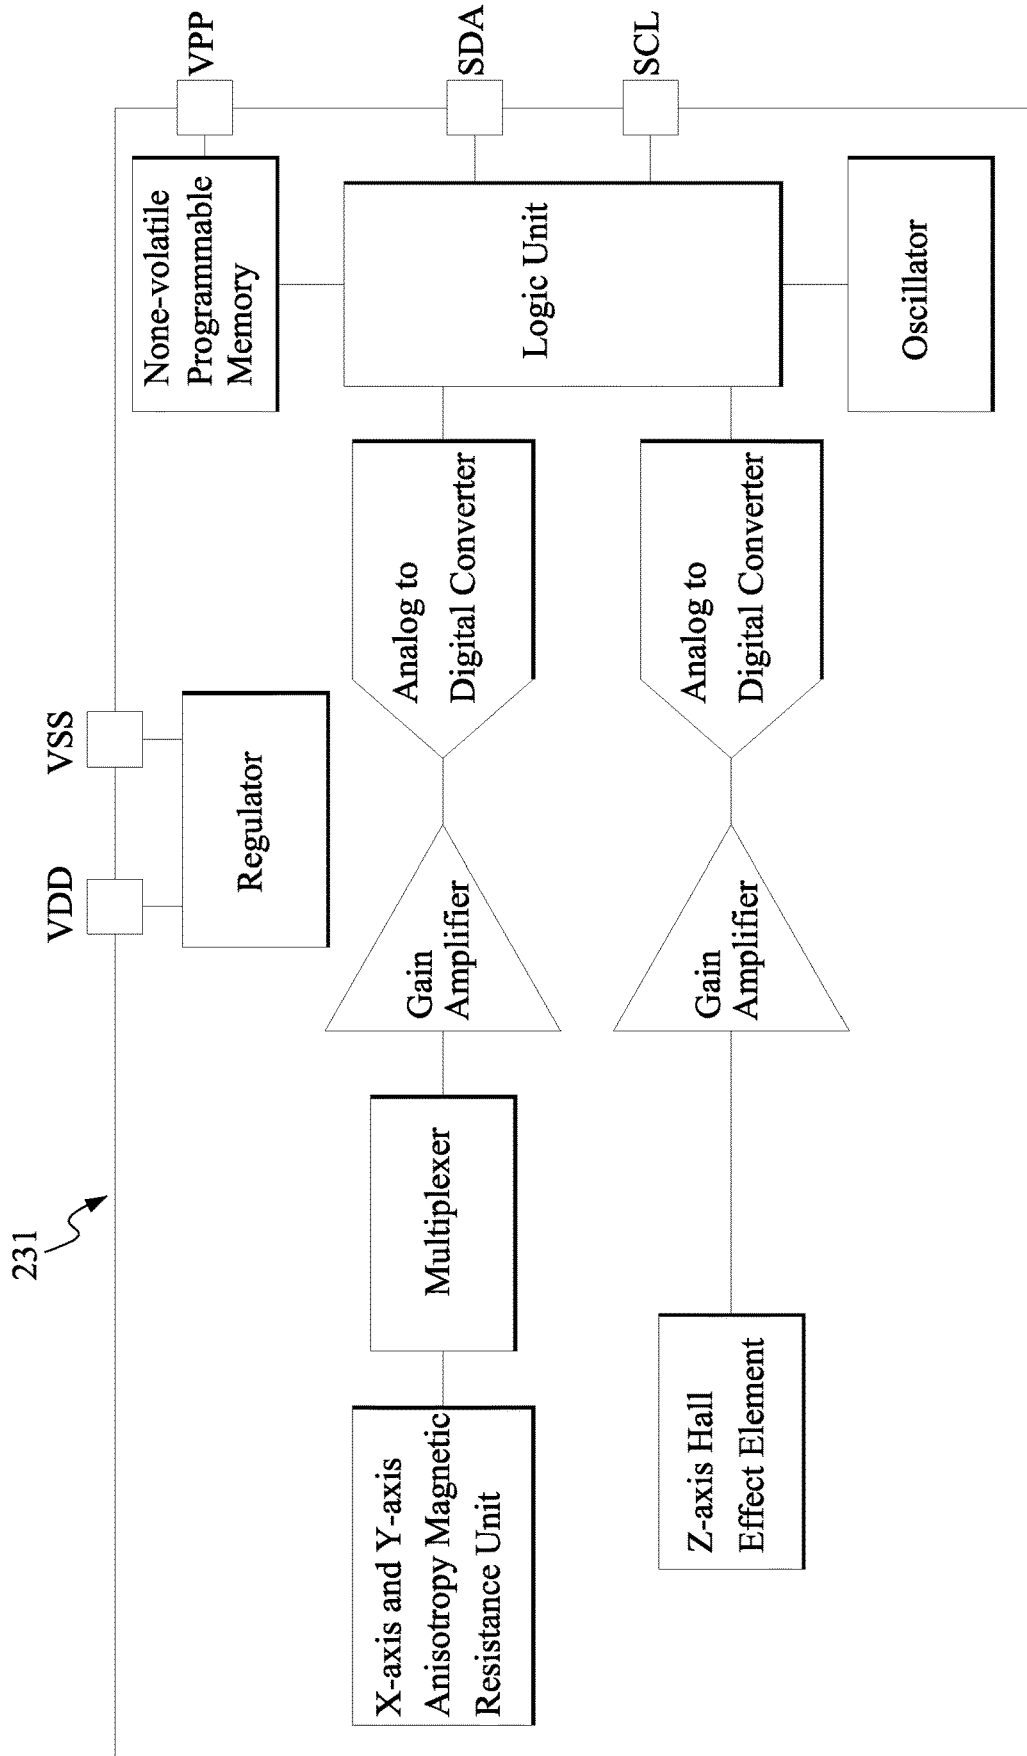 231
VDD
VSS
VPP
SDA
SCL
Regulator
None-volatile
Programmable
Memory
X-axis and Y-axis
Anisotropy Magnetic
Resistance Unit
Multiplexer
Gain
Amplifier
Analog to
Digital Converter
Logic Unit
Z-axis Hall
Effect Element
Gain
Amplifier
Analog to
Digital Converter
Oscillator